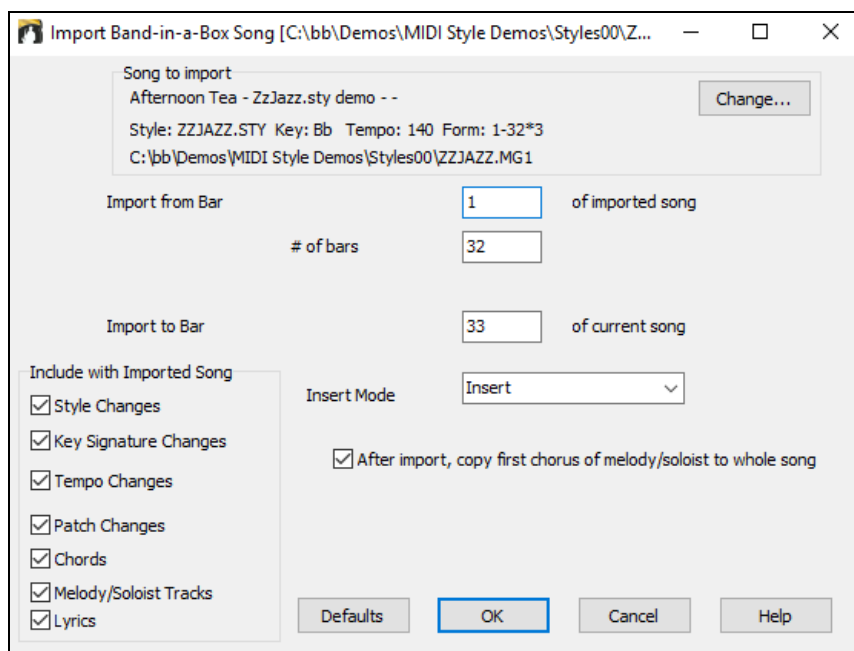 Import Band-in-a-Box Song [C:\bb\Demos\MIDI Style Demos\Styles00\Z...
Song to import
Afternoon Tea - ZzJazz.sty demo - -
Change...
Style: ZZJAZZ.STY Key: Bb Tempo: 140 Form: 1-32*3
C:\bb\Demos\MIDI Style Demos\Styles00\ZZJAZZ.MG1
Import from Bar 1 of imported song
# of bars 32
Import to Bar 33 of current song
Include with Imported Song
Insert Mode Insert
Style Changes
Key Signature Changes
After import, copy first chorus of melody/soloist to whole song
Tempo Changes
Patch Changes
Chords
Melody/Soloist Tracks
Lyrics
Defaults OK Cancel Help